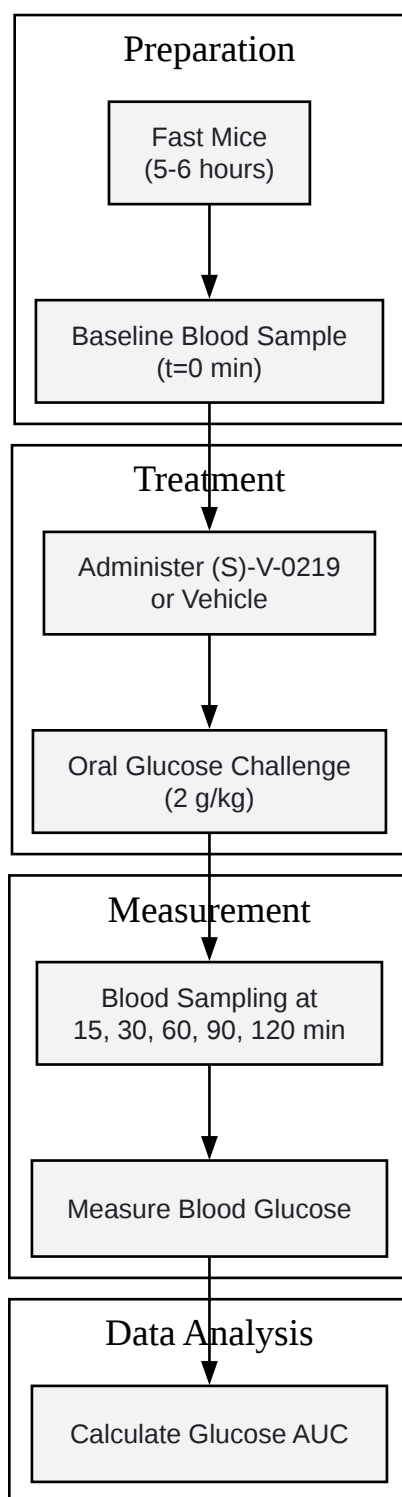 Preparation
Fast Mice
(5-6 hours)
Baseline Blood Sample
(t=0 min)
Treatment
Administer (S)-V-0219
or Vehicle
Oral Glucose Challenge
(2 g/kg)
Measurement
Blood Sampling at
15, 30, 60, 90, 120 min
Measure Blood Glucose
Data Analysis
Calculate Glucose AUC